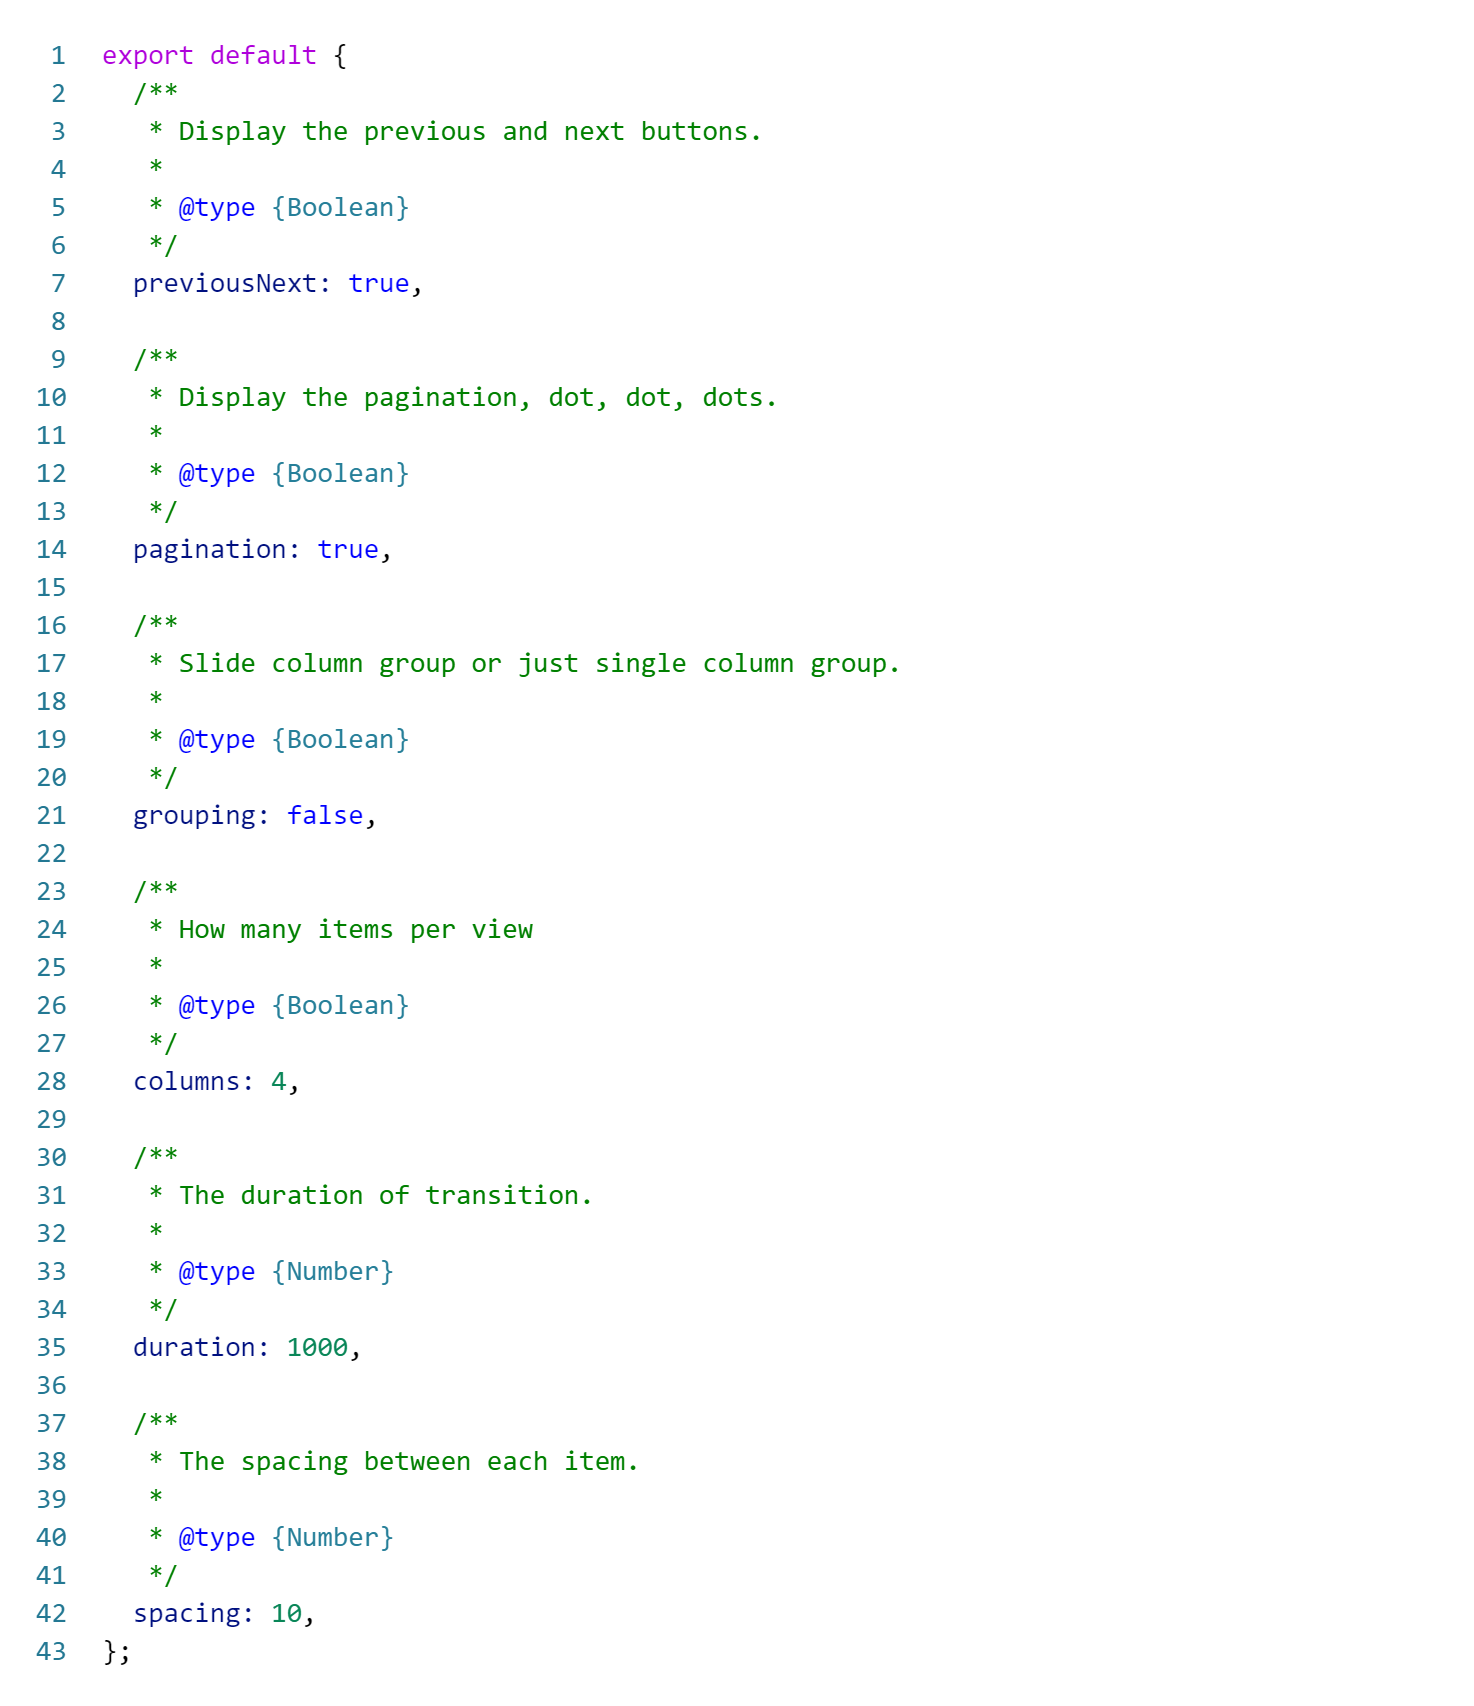 1 export default {
2   /**
3    * Display the previous and next buttons.
4    *
5    * @type {Boolean}
6    */
7   previousNext: true,
8
9   /**
10    * Display the pagination, dot, dot, dots.
11    *
12    * @type {Boolean}
13    */
14   pagination: true,
15
16   /**
17    * Slide column group or just single column group.
18    *
19    * @type {Boolean}
20    */
21   grouping: false,
22
23   /**
24    * How many items per view
25    *
26    * @type {Boolean}
27    */
28   columns: 4,
29
30   /**
31    * The duration of transition.
32    *
33    * @type {Number}
34    */
35   duration: 1000,
36
37   /**
38    * The spacing between each item.
39    *
40    * @type {Number}
41    */
42   spacing: 10,
43 };